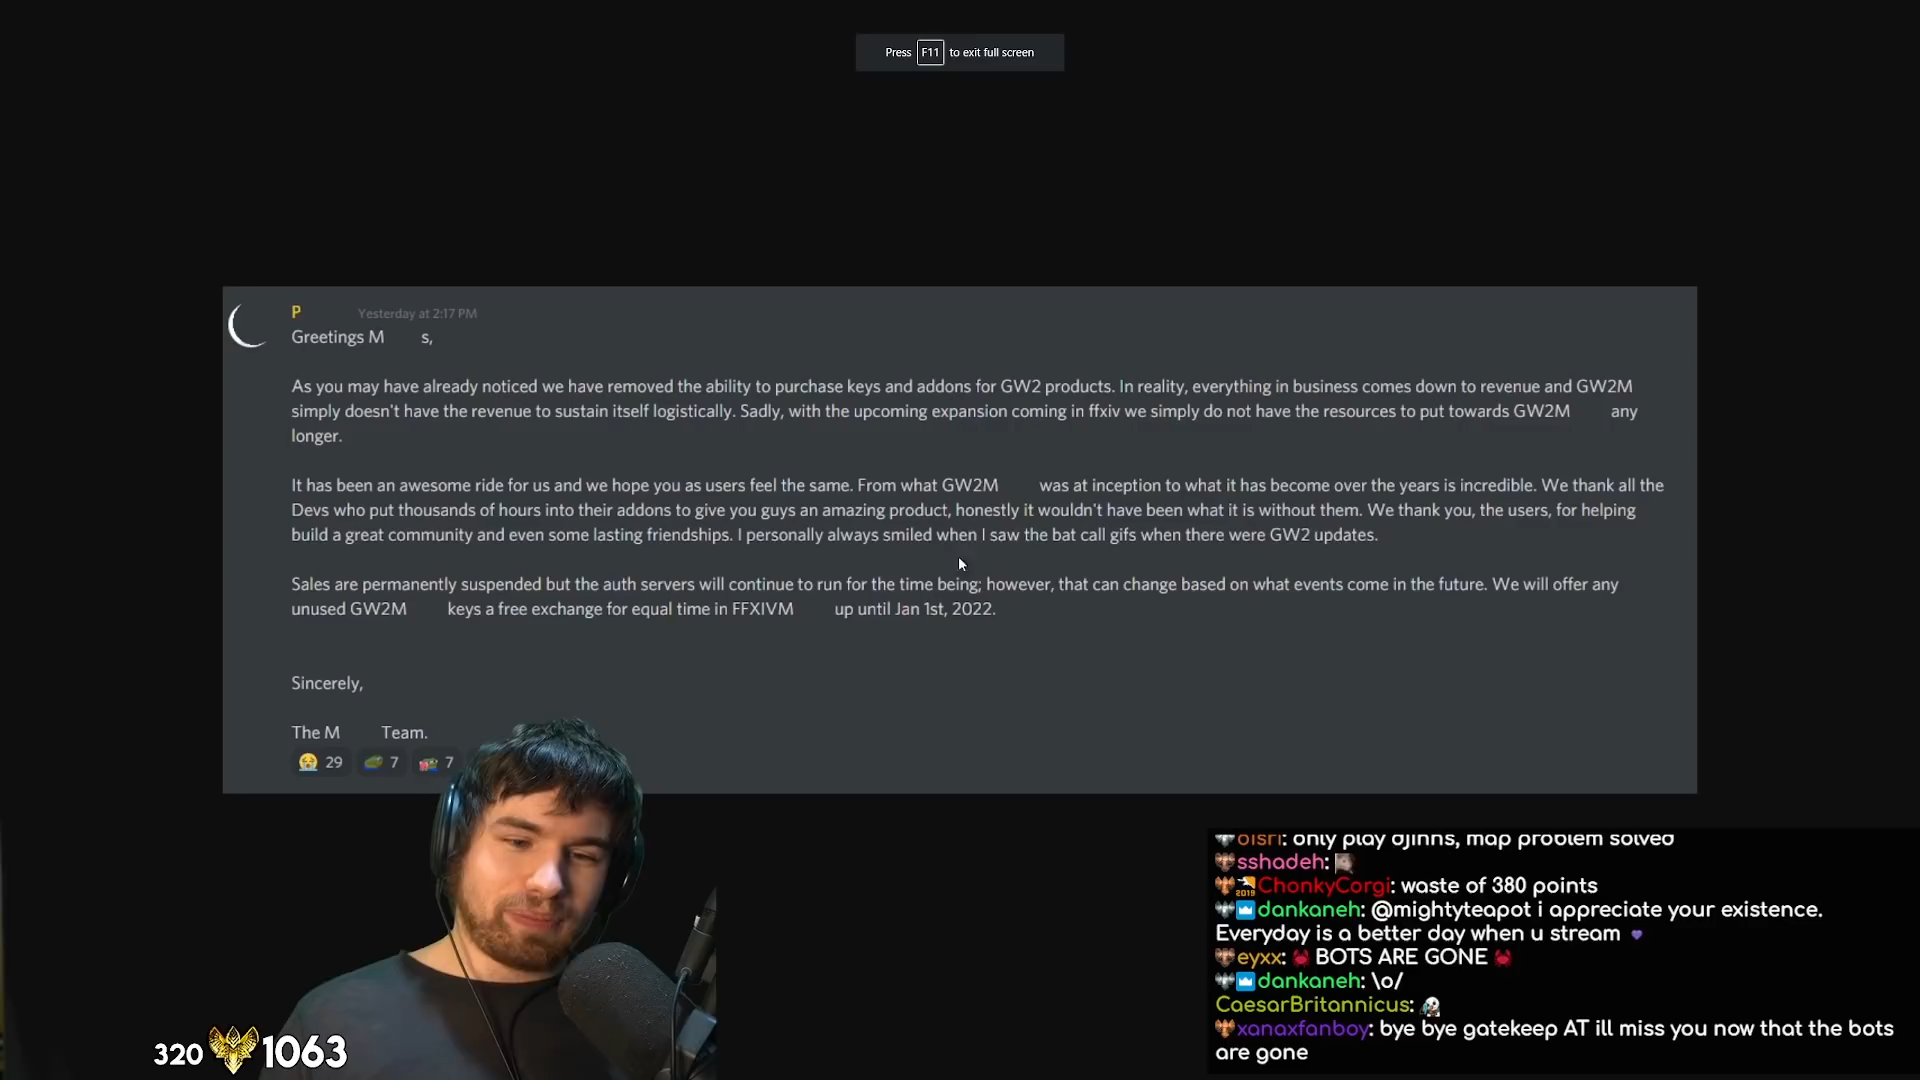 Press F11 to exit full screen
P Yesterday at 2:17 PM
Greetings M s,
As you may have already noticed we have removed the ability to purchase keys and addons for GW2 products. In reality, everything in business comes down to revenue and GW2M
simply doesn't have the revenue to sustain itself logistically. Sadly, with the upcoming expansion coming in ffxiv we simply do not have the resources to put towards GW2M any
longer.
It has been an awesome ride for us and we hope you as users feel the same. From what GW2M was at inception to what it has become over the years is incredible. We thank all the
Devs who put thousands of hours into their addons to give you guys an amazing product, honestly it wouldn't have been what it is without them. We thank you, the users, for helping
build a great community and even some lasting friendships. I personally always smiled when I saw the bat call gifs when there were GW2 updates.
Sales are permanently suspended but the auth servers will continue to run for the time being; however, that can change based on what events come in the future. We will offer any
unused GW2M keys a free exchange for equal time in FFXIVM up until Jan 1st, 2022.
Sincerely,
The M Team.
29 7 7
only play djinns, map problem solved
sshadeh:
2019 ChonkyCorgi: waste of 380 points
dankaneh: @mightyteapot i appreciate your existence.
Everyday is a better day when u stream
eyxx: BOTS ARE GONE
dankaneh: \o/
CaesarBritannicus:
xanaxfanboy: bye bye gatekeep AT ill miss you now that the bots
are gone
320 1063